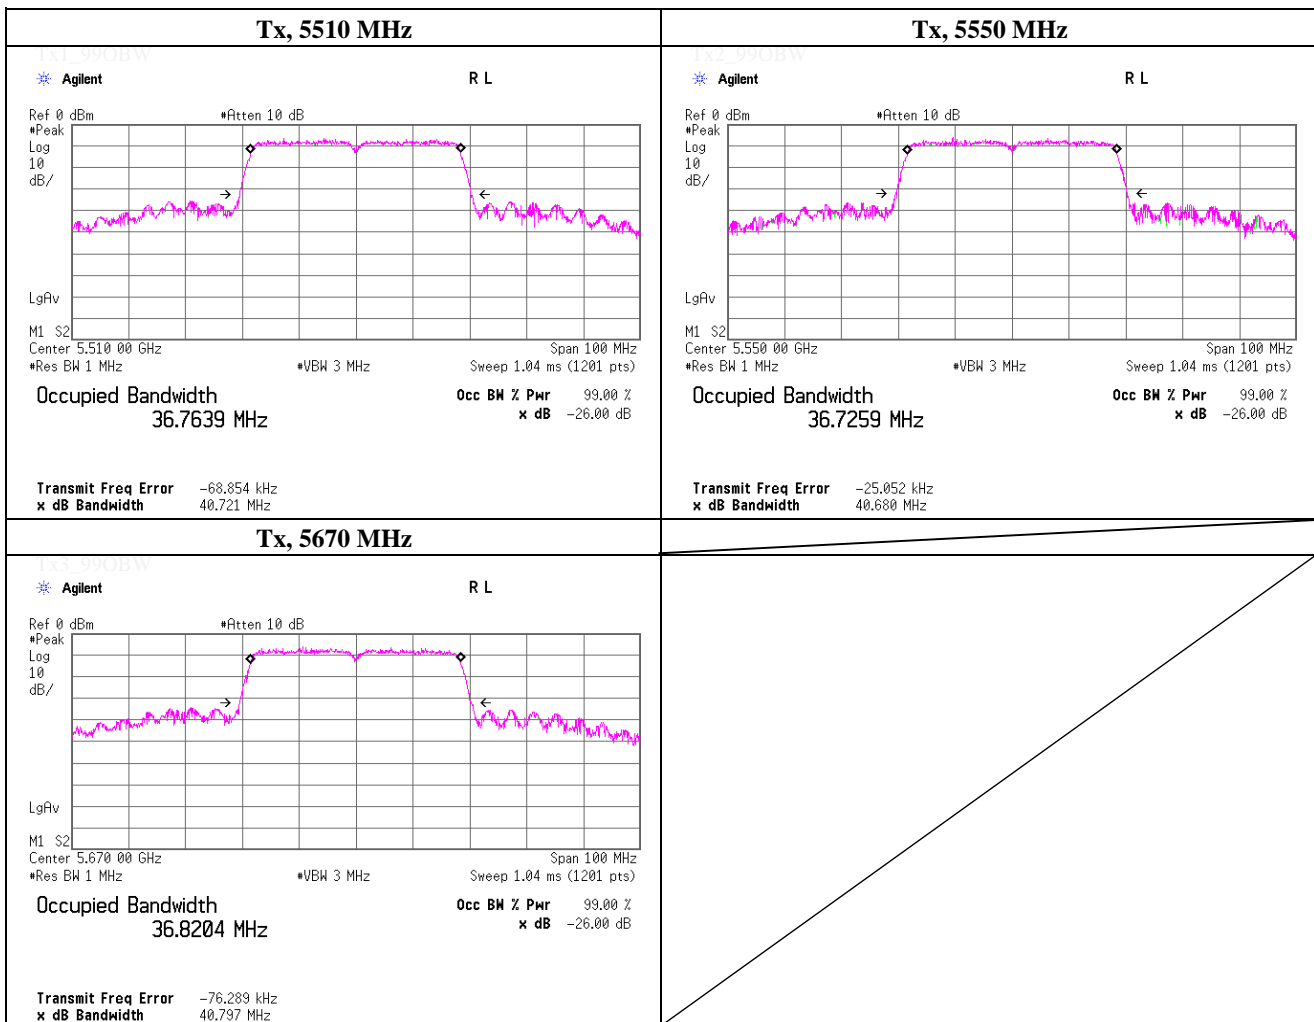 Tx, 5510 MHz
Tx1_99OBW
Agilent
R L
Ref 0 dBm
#Atten 10 dB
#Peak
Log
10
dB/
LgAv
M1 S2
Center 5.510 00 GHz
Span 100 MHz
#Res BW 1 MHz
#VBW 3 MHz
Sweep 1.04 ms (1201 pts)
Occupied Bandwidth
36.7639 MHz
Occ BW % Pwr 99.00 %
x dB -26.00 dB
Transmit Freq Error -68.854 kHz
x dB Bandwidth 40.721 MHz
Tx, 5550 MHz
Tx2_99OBW
Agilent
R L
Ref 0 dBm
#Atten 10 dB
#Peak
Log
10
dB/
LgAv
M1 S2
Center 5.550 00 GHz
Span 100 MHz
#Res BW 1 MHz
#VBW 3 MHz
Sweep 1.04 ms (1201 pts)
Occupied Bandwidth
36.7259 MHz
Occ BW % Pwr 99.00 %
x dB -26.00 dB
Transmit Freq Error -25.052 kHz
x dB Bandwidth 40.680 MHz
Tx, 5670 MHz
Tx3_99OBW
Agilent
R L
Ref 0 dBm
#Atten 10 dB
#Peak
Log
10
dB/
LgAv
M1 S2
Center 5.670 00 GHz
Span 100 MHz
#Res BW 1 MHz
#VBW 3 MHz
Sweep 1.04 ms (1201 pts)
Occupied Bandwidth
36.8204 MHz
Occ BW % Pwr 99.00 %
x dB -26.00 dB
Transmit Freq Error -76.289 kHz
x dB Bandwidth 40.797 MHz